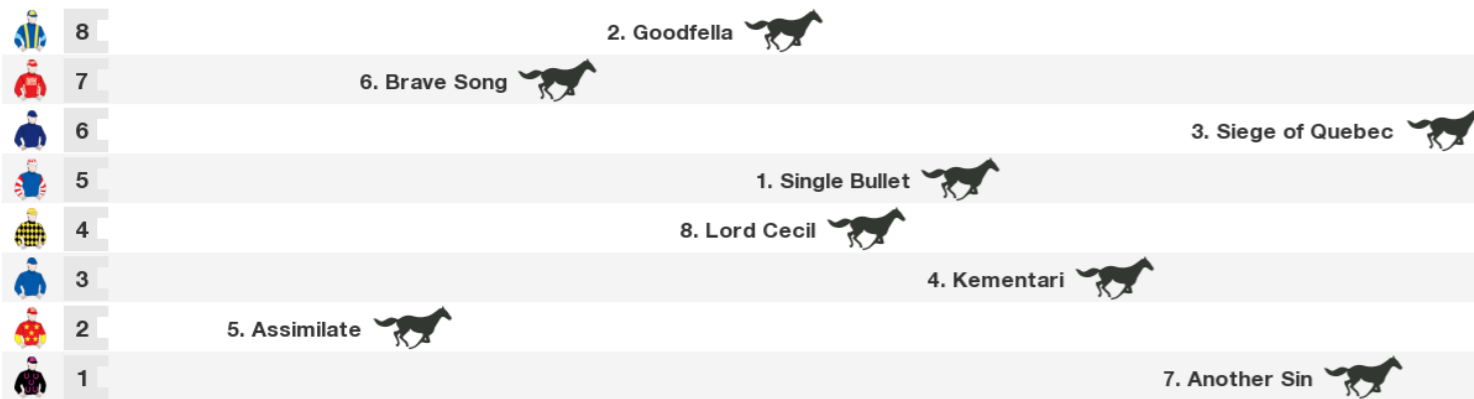 8 2. Goodfella
7 6. Brave Song
6 3. Siege of Quebec
5 1. Single Bullet
4 8. Lord Cecil
3 4. Kementari
2 5. Assimilate
1 7. Another Sin